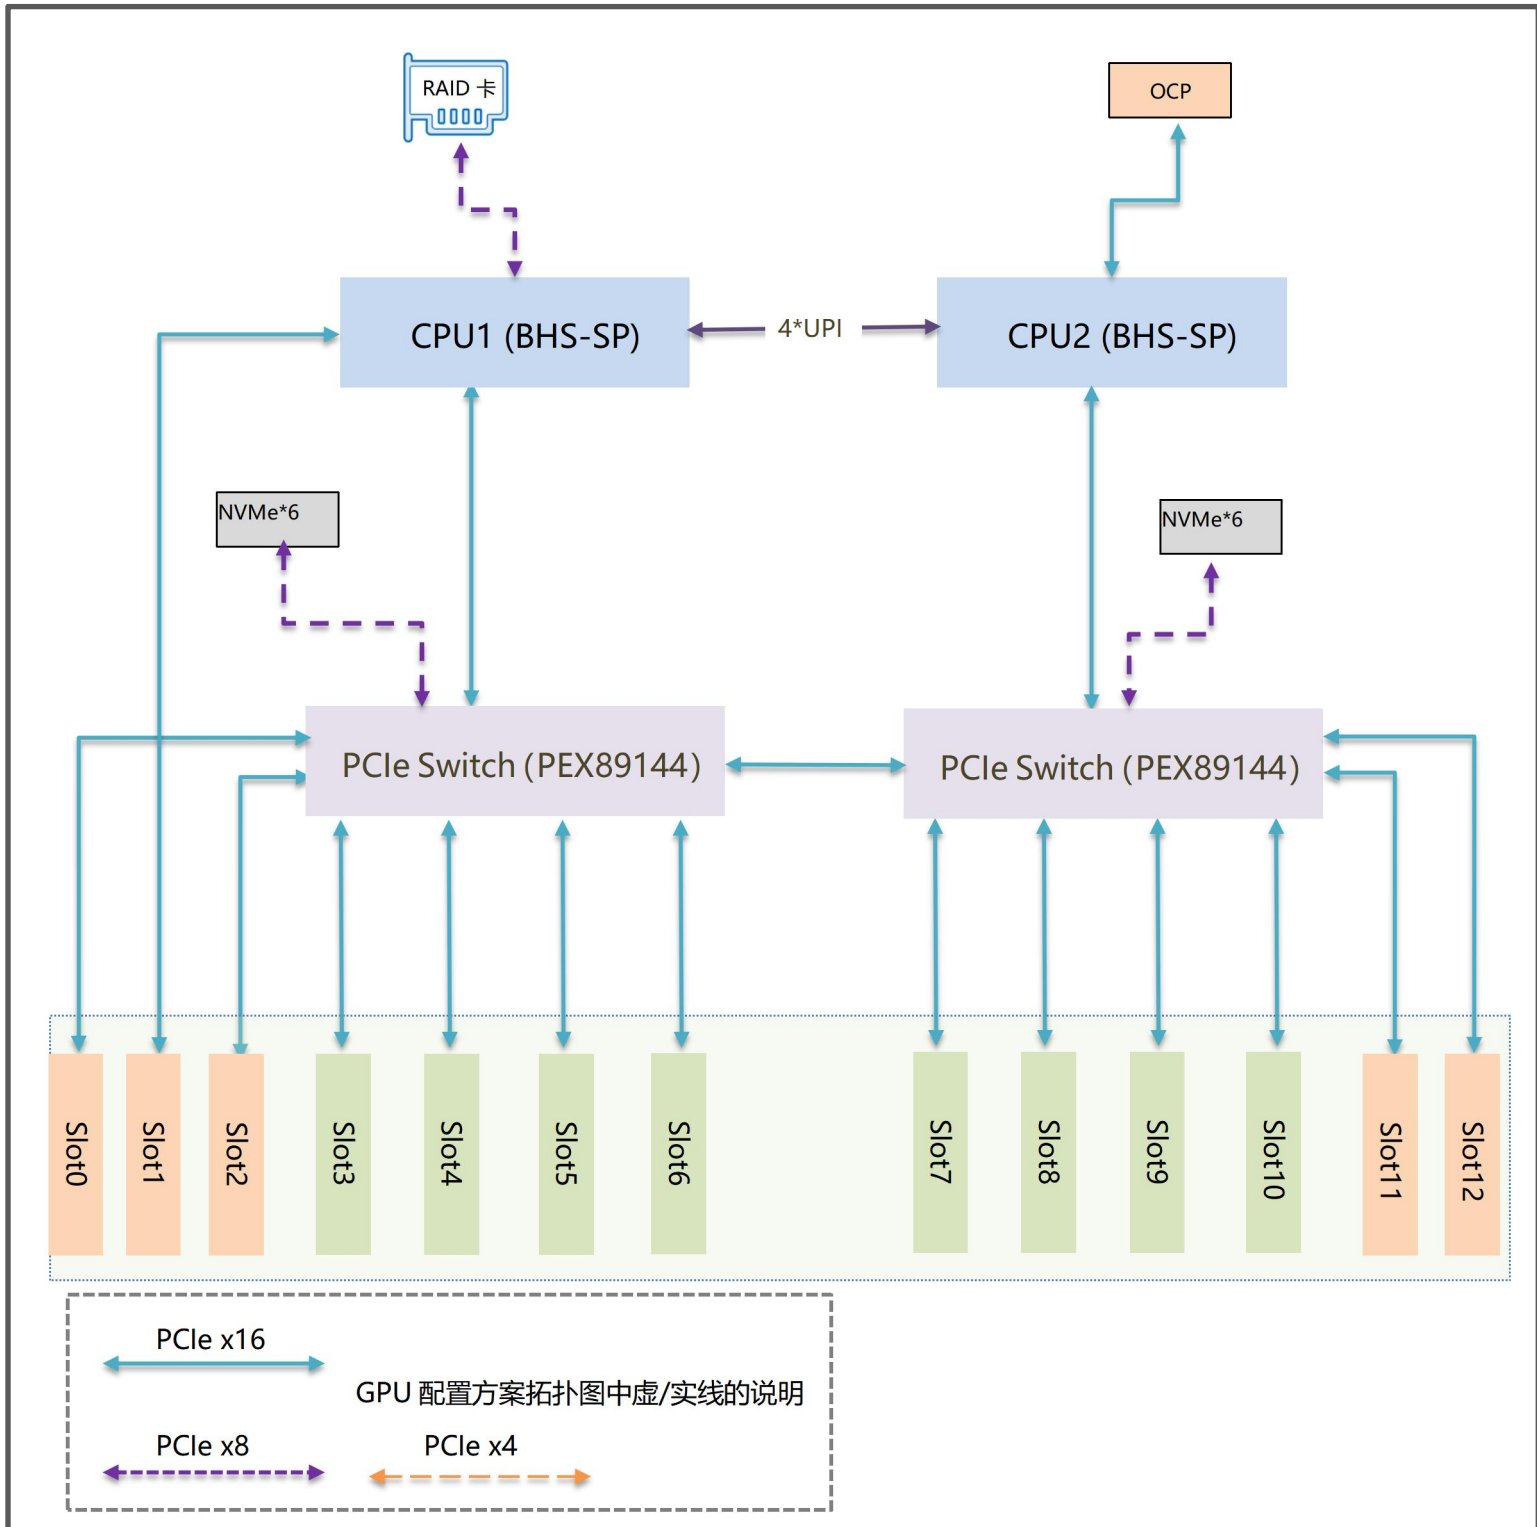 RAID 卡
OCP
CPU1 (BHS-SP)
4*UPI
CPU2 (BHS-SP)
NVMe*6
NVMe*6
PCIe Switch (PEX89144)
PCIe Switch (PEX89144)
Slot0
Slot1
Slot2
Slot3
Slot4
Slot5
Slot6
Slot7
Slot8
Slot9
Slot10
Slot11
Slot12
PCIe x16
GPU 配置方案拓扑图中虚/实线的说明
PCIe x8
PCIe x4